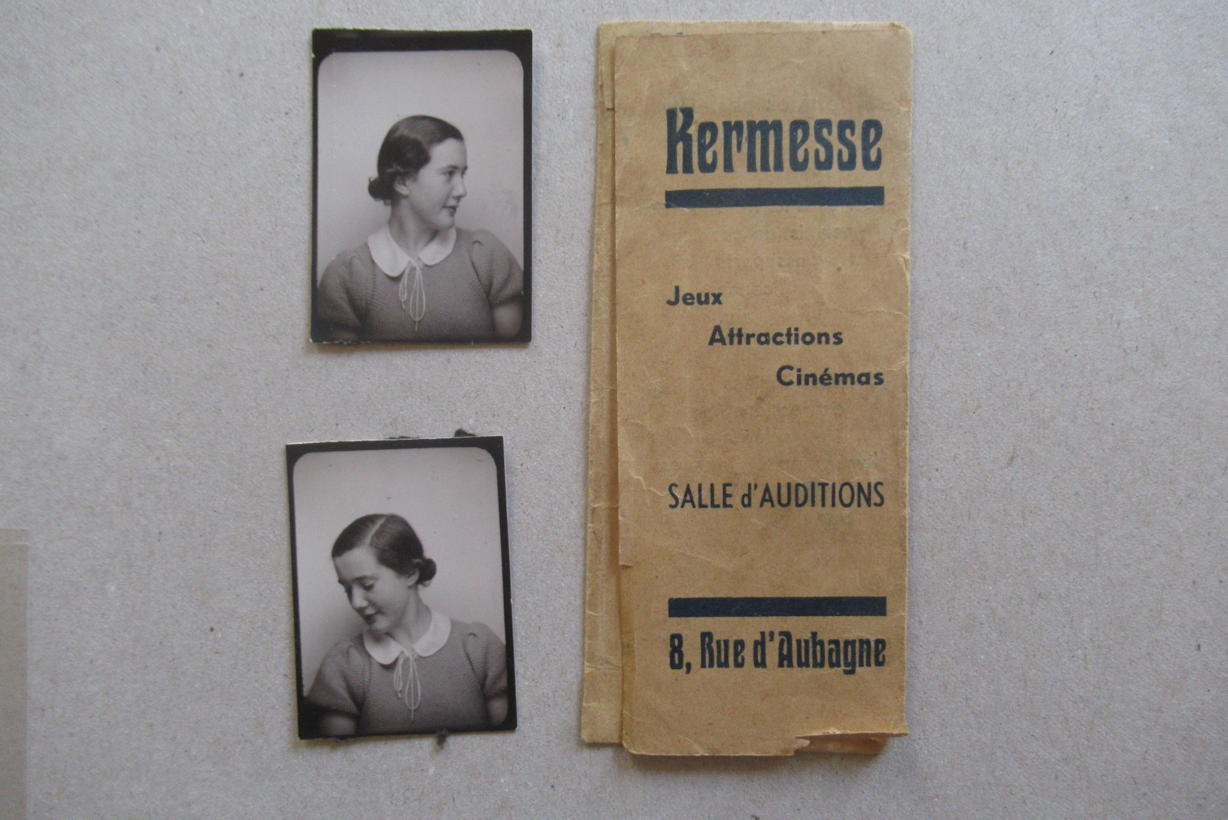 Kermesse
Jeux
Attractions
Cinémas
SALLE d'AUDITIONS
8, Rue d'Aubagne